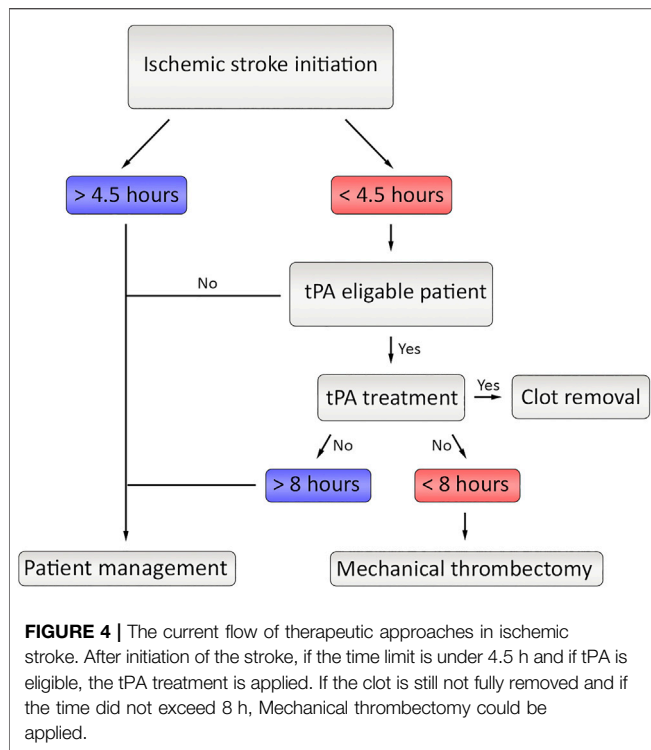 Ischemic stroke initiation
> 4.5 hours
< 4.5 hours
No
tPA eligable patient
Yes
tPA treatment
Yes
Clot removal
No
No
> 8 hours
< 8 hours
Patient management
Mechanical thrombectomy
FIGURE 4 | The current flow of therapeutic approaches in ischemic
stroke. After initiation of the stroke, if the time limit is under 4.5 h and if tPA is
eligible, the tPA treatment is applied. If the clot is still not fully removed and if
the time did not exceed 8 h, Mechanical thrombectomy could be
applied.